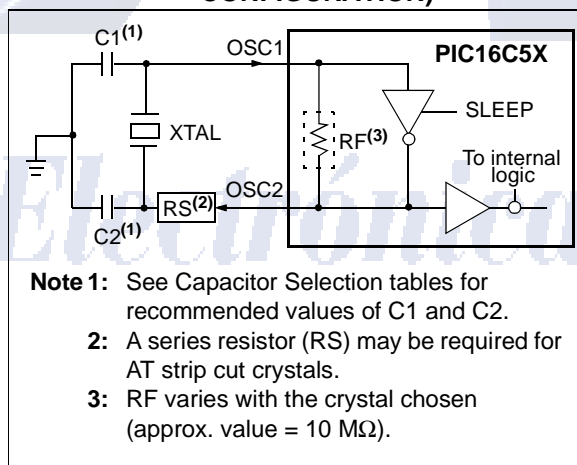 CONFIGURATION)
C1(1)
OSC1
PIC16C5X
SLEEP
XTAL
RF(3)
To internal
logic
OSC2
RS(2)
C2(1)
Electrónica
Note 1: See Capacitor Selection tables for
recommended values of C1 and C2.
2: A series resistor (RS) may be required for
AT strip cut crystals.
3: RF varies with the crystal chosen
(approx. value = 10 MΩ).